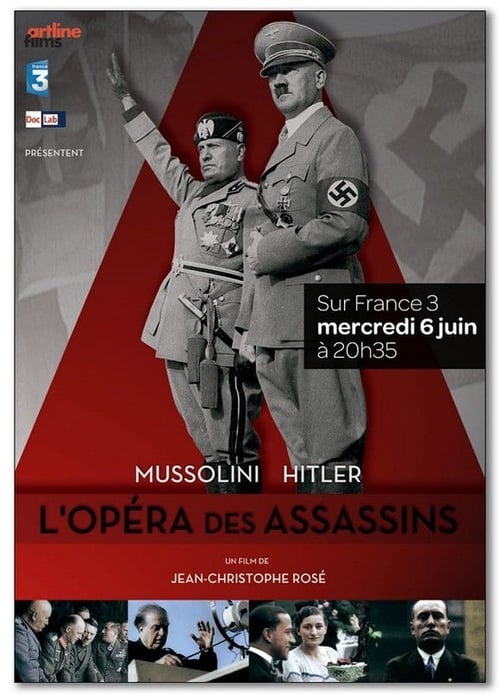 artline
films
france
3
Doc Lab
PRÉSENTENT
Sur France 3
mercredi 6 juin
à 20h35
MUSSOLINI HITLER
L'OPÉRA DES ASSASSINS
UN FILM DE
JEAN-CHRISTOPHE ROSÉ